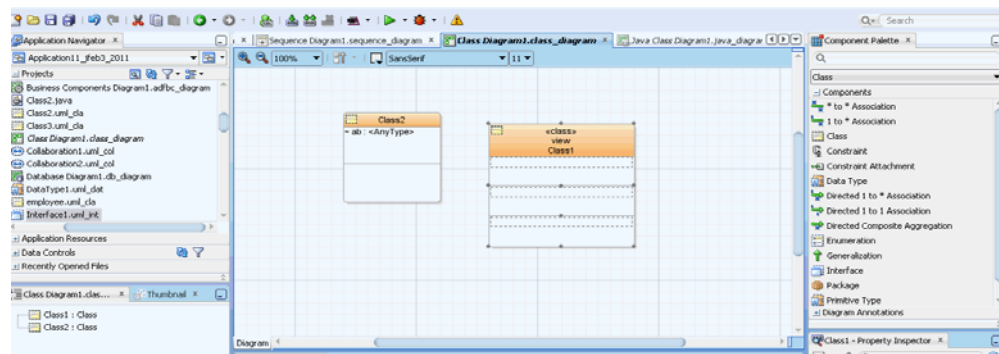 Search
Application Navigator
Application11_jfeb3_2011
Projects
Business Components Diagram1.adfbc_diagram
Class2.java
Class2.uml_cla
Class3.uml_cla
Class Diagram1.class_diagram
Collaboration1.uml_col
Collaboration2.uml_col
Database Diagram1.db_diagram
DataType1.uml_dat
employee.uml_cla
Interface1.uml_int
Application Resources
Data Controls
Recently Opened Files
Class Diagram1.clas...
Thumbnail
Class1 : Class
Class2 : Class
Sequence Diagram1.sequence_diagram
Class Diagram1.class_diagram
Java Class Diagram1.java_diagrar
100%
SansSerif
11
Class2
~ ab : <AnyType>
«class»
view
Class1
Diagram
Component Palette
Class
Components
* to * Association
1 to * Association
Class
Constraint
Constraint Attachment
Data Type
Directed 1 to * Association
Directed 1 to 1 Association
Directed Composite Aggregation
Enumeration
Generalization
Interface
Package
Primitive Type
Diagram Annotations
Class1 - Property Inspector